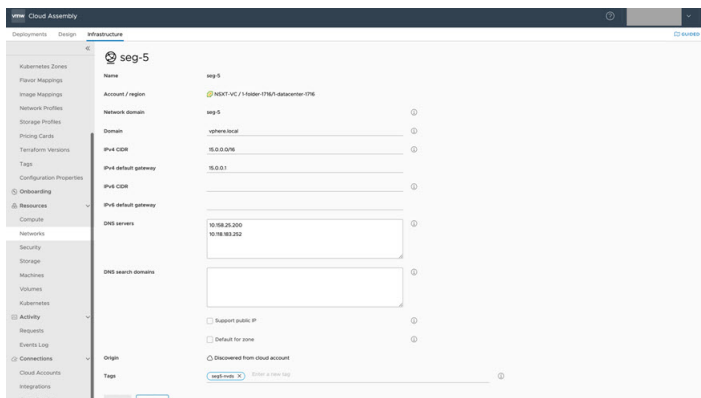 vmw Cloud Assembly
Deployments Design Infrastructure GUIDED
«
seg-5
Kubernetes Zones
Flavor Mappings
Image Mappings
Network Profiles
Storage Profiles
Pricing Cards
Terraform Versions
Tags
Configuration Properties
Onboarding
Resources
Compute
Networks
Security
Storage
Machines
Volumes
Kubernetes
Activity
Requests
Events Log
Connections
Cloud Accounts
Integrations
Name seg-5
Account / region NSXT-VC / 1-folder-1716/1-datacenter-1716
Network domain seg-5
Domain vphere.local
IPv4 CIDR 15.0.0.0/16
IPv4 default gateway 15.0.0.1
IPv6 CIDR
IPv6 default gateway
DNS servers 10.158.25.200
10.118.183.252
DNS search domains
Support public IP
Default for zone
Origin Discovered from cloud account
Tags seg5-nvds X Enter a new tag